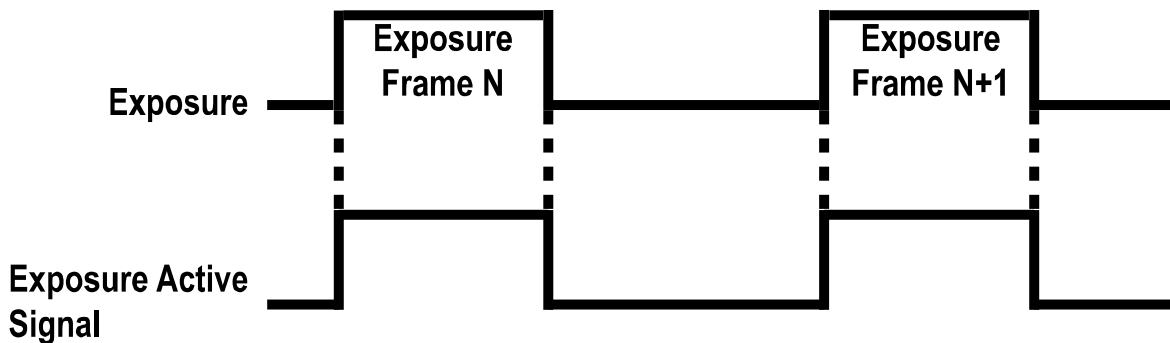 Exposure
Frame N
Exposure
Frame N+1
Exposure
Exposure Active
Signal